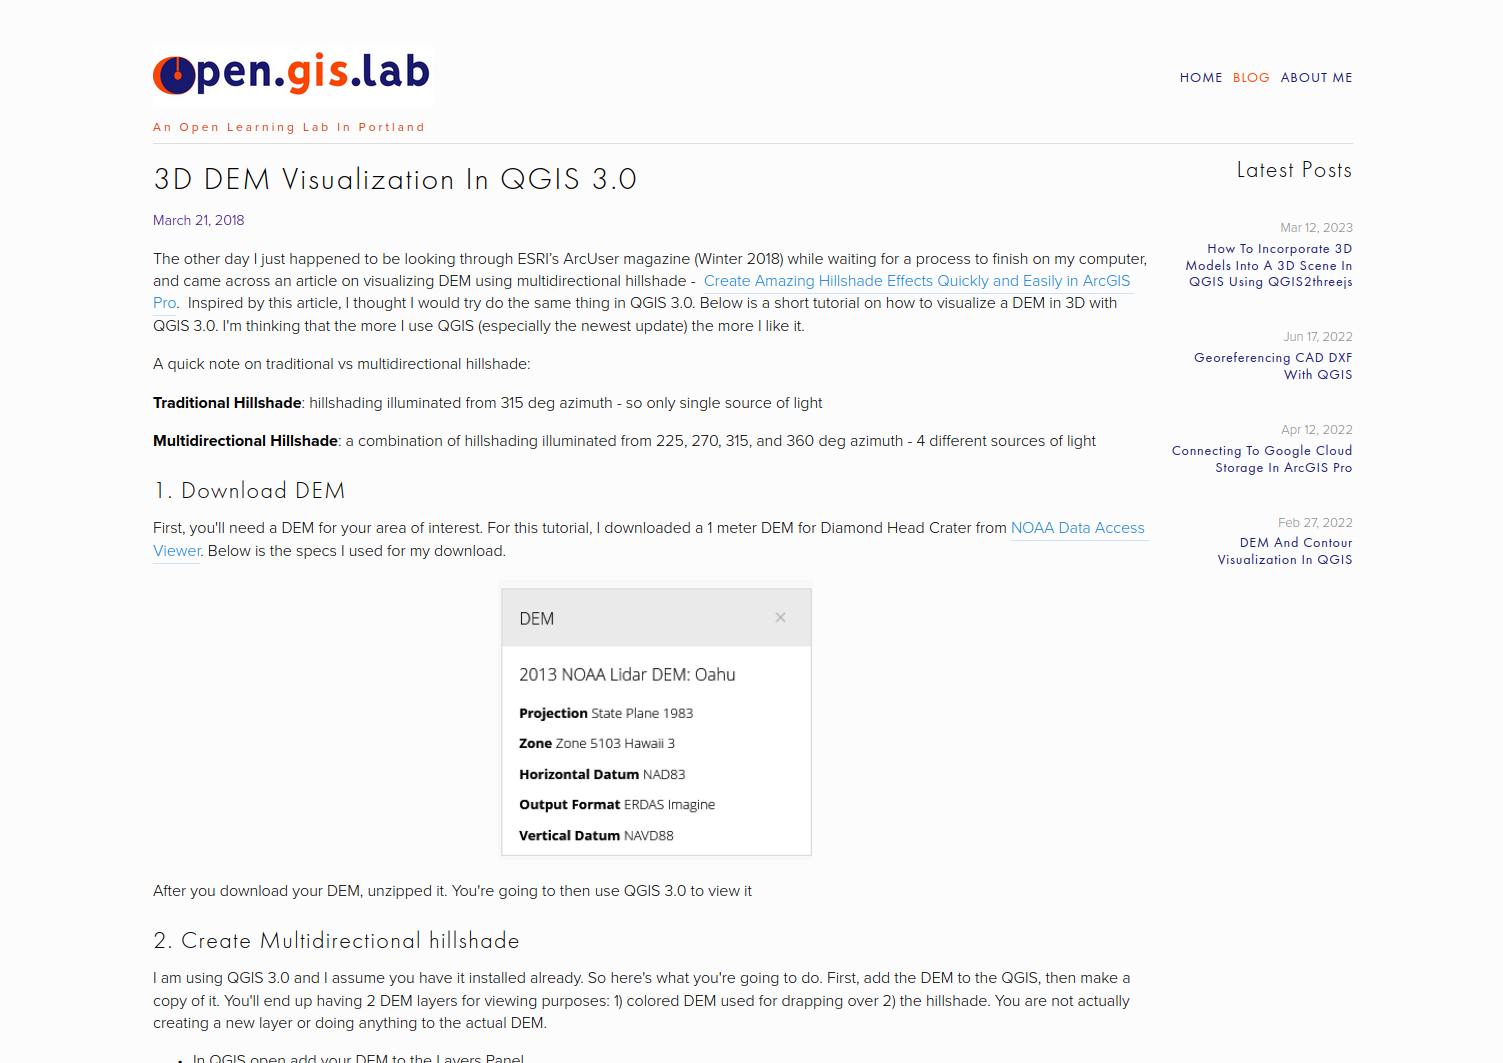 open.gis.lab
HOME BLOG ABOUT ME
An Open Learning Lab In Portland
3D DEM Visualization In QGIS 3.0
March 21, 2018
The other day I just happened to be looking through ESRI's ArcUser magazine (Winter 2018) while waiting for a process to finish on my computer,
and came across an article on visualizing DEM using multidirectional hillshade - Create Amazing Hillshade Effects Quickly and Easily in ArcGIS
Pro. Inspired by this article, I thought I would try do the same thing in QGIS 3.0. Below is a short tutorial on how to visualize a DEM in 3D with
QGIS 3.0. I'm thinking that the more I use QGIS (especially the newest update) the more I like it.
A quick note on traditional vs multidirectional hillshade:
Traditional Hillshade: hillshading illuminated from 315 deg azimuth - so only single source of light
Multidirectional Hillshade: a combination of hillshading illuminated from 225, 270, 315, and 360 deg azimuth - 4 different sources of light
1. Download DEM
First, you'll need a DEM for your area of interest. For this tutorial, I downloaded a 1 meter DEM for Diamond Head Crater from NOAA Data Access
Viewer. Below is the specs I used for my download.
DEM ×
2013 NOAA Lidar DEM: Oahu
Projection State Plane 1983
Zone Zone 5103 Hawaii 3
Horizontal Datum NAD83
Output Format ERDAS Imagine
Vertical Datum NAVD88
After you download your DEM, unzipped it. You're going to then use QGIS 3.0 to view it
2. Create Multidirectional hillshade
I am using QGIS 3.0 and I assume you have it installed already. So here's what you're going to do. First, add the DEM to the QGIS, then make a
copy of it. You'll end up having 2 DEM layers for viewing purposes: 1) colored DEM used for drapping over 2) the hillshade. You are not actually
creating a new layer or doing anything to the actual DEM.
• In QGIS open add your DEM to the Layers Panel
Latest Posts
Mar 12, 2023
How To Incorporate 3D
Models Into A 3D Scene In
QGIS Using QGIS2threejs
Jun 17, 2022
Georeferencing CAD DXF
With QGIS
Apr 12, 2022
Connecting To Google Cloud
Storage In ArcGIS Pro
Feb 27, 2022
DEM And Contour
Visualization In QGIS